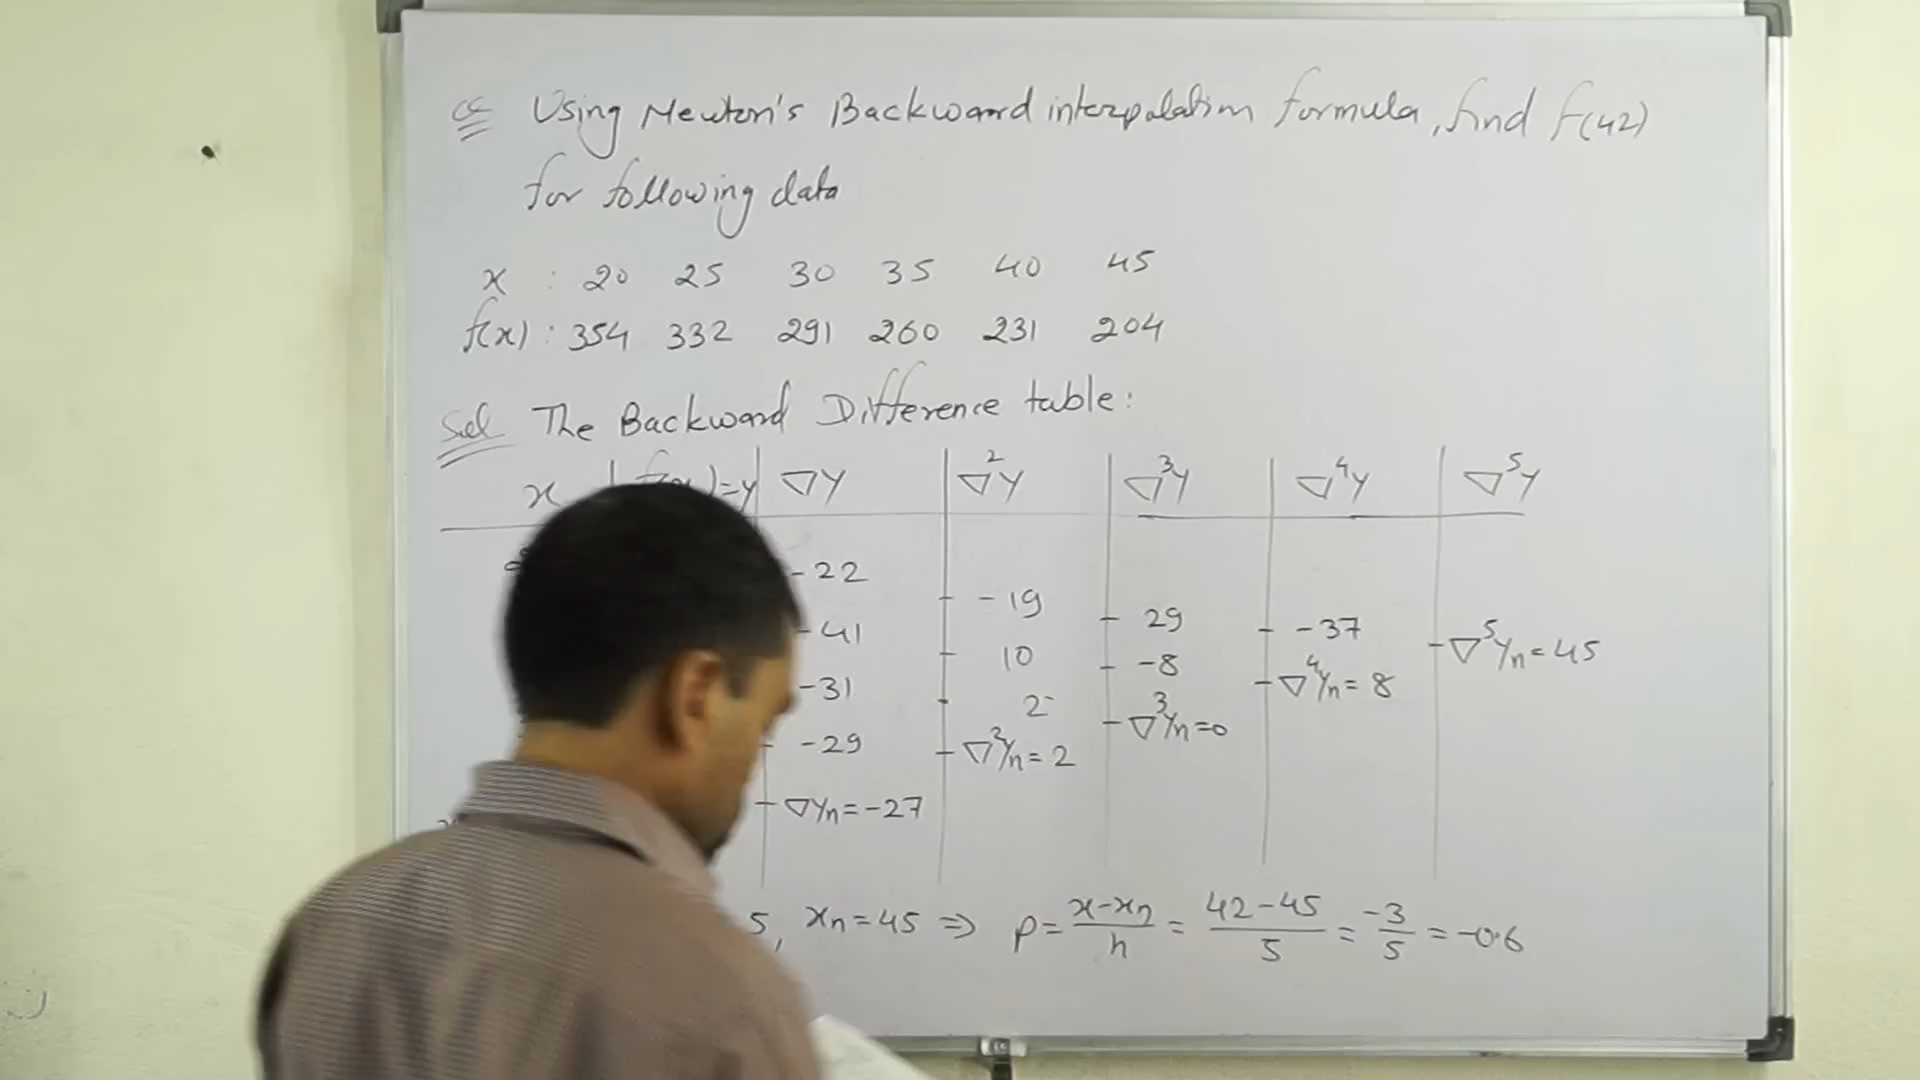 Q Using Newton's Backward interpolation formula, find f(42)
for following data
x : 20 25 30 35 40 45
f(x) : 354 332 291 260 231 204
Sol The Backward Difference table:
x =y ∇y ∇²y ∇³y ∇⁴y ∇⁵y
-22
-19
29
-41 -37
10 ∇⁵yn = 45
-8
-31 ∇⁴yn = 8
2
∇³yn = 0
-29 ∇²yn = 2
∇yn = -27
5, xn = 45 ⇒ p = x-xn/h = 42-45/5 = -3/5 = -0.6